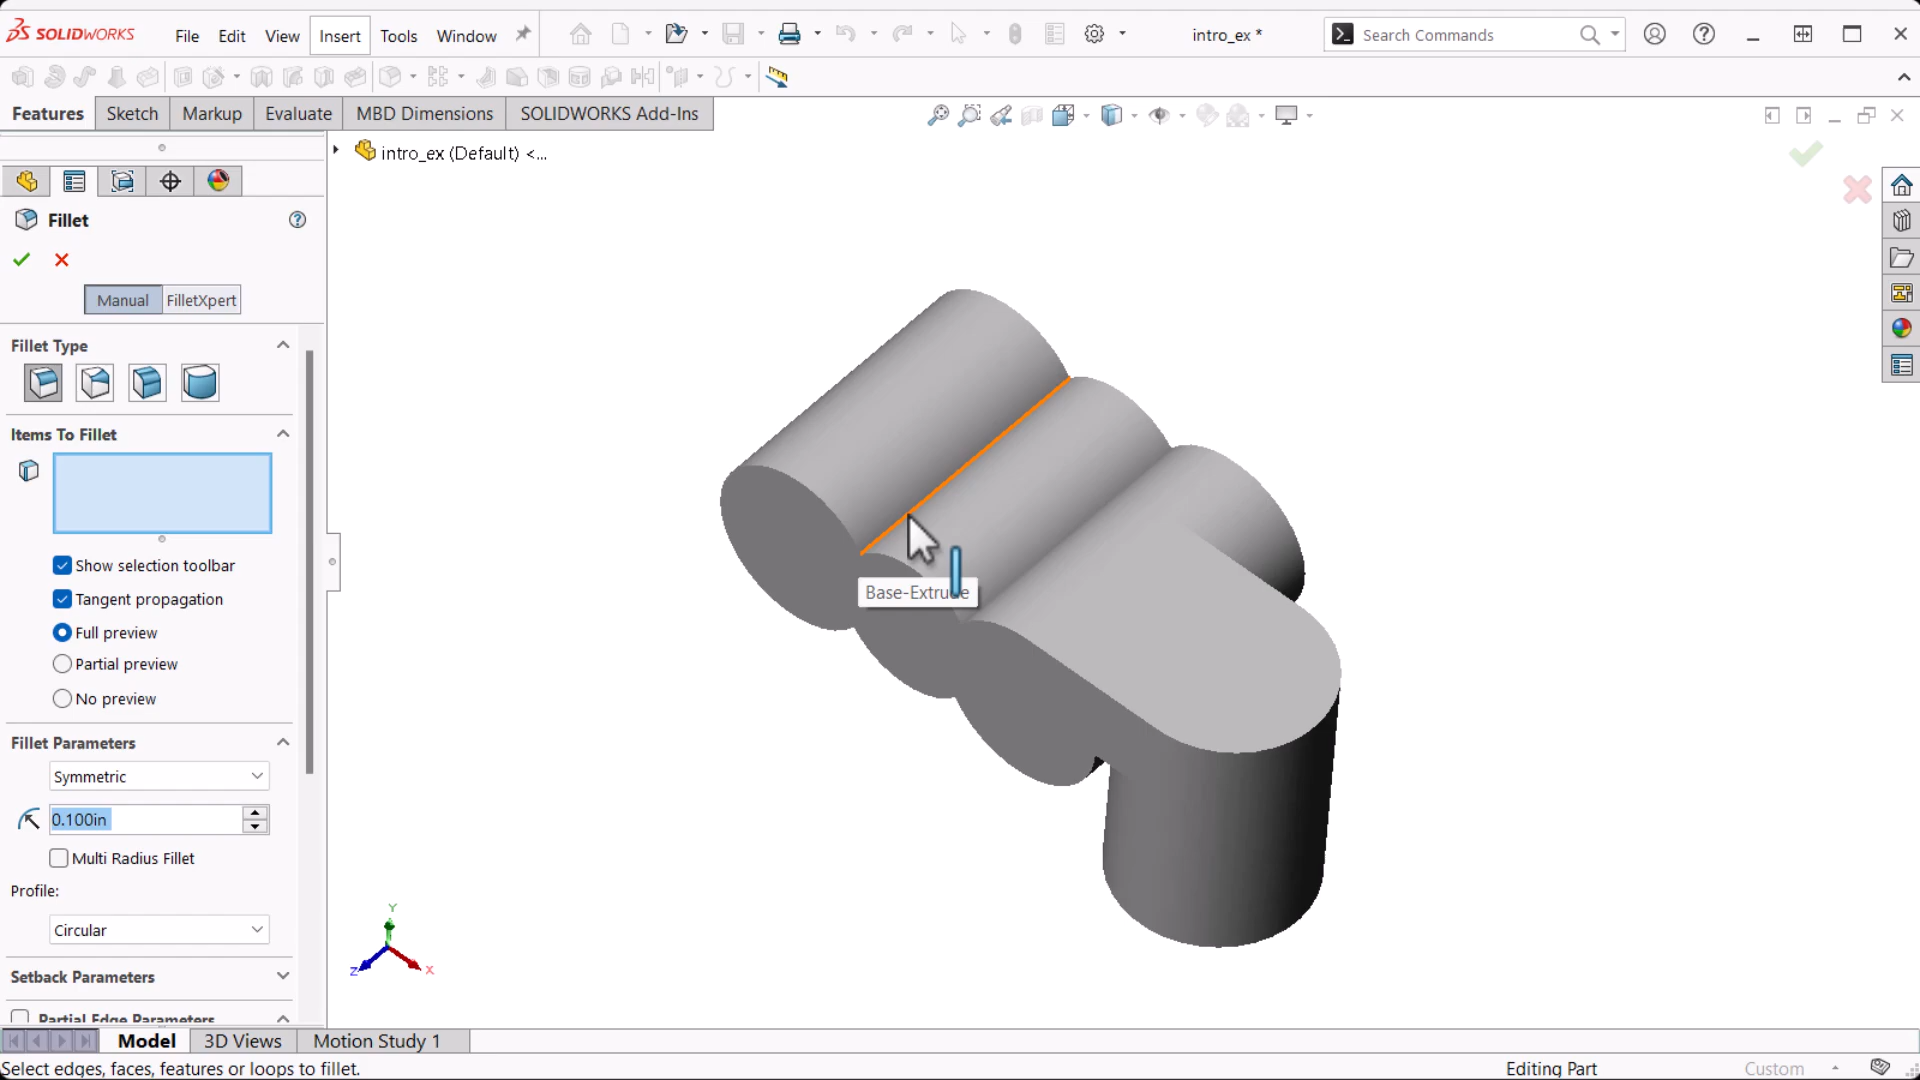 SOLIDWORKS File Edit View Insert Tools Window intro_ex * Search Commands
Features Sketch Markup Evaluate MBD Dimensions SOLIDWORKS Add-Ins
intro_ex (Default) <...
Fillet
Manual FilletXpert
Fillet Type
Items To Fillet
Show selection toolbar
Tangent propagation
Full preview
Partial preview
No preview
Fillet Parameters
Symmetric
0.100in
Multi Radius Fillet
Profile:
Circular
Setback Parameters
Partial Edge Parameters
Base-Extrude
Y
Z
X
Model 3D Views Motion Study 1
Select edges, faces, features or loops to fillet. Editing Part Custom